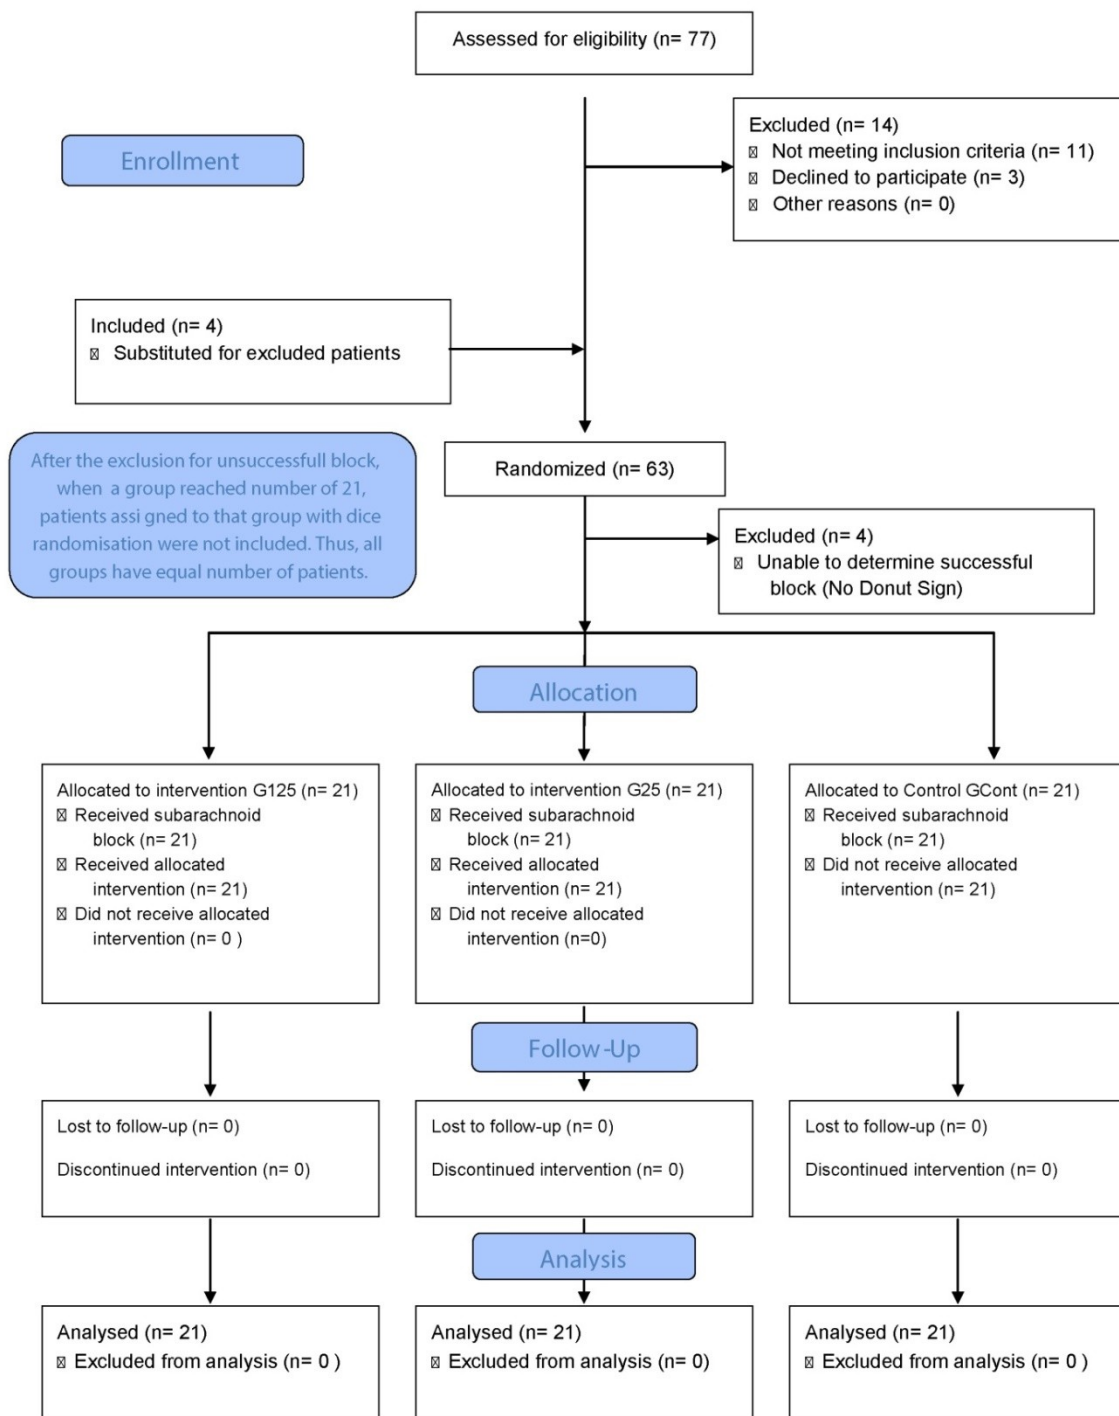 Assessed for eligibility (n= 77)
Enrollment
Excluded (n= 14)
Not meeting inclusion criteria (n= 11)
Declined to participate (n= 3)
Other reasons (n= 0)
Included (n= 4)
Substituted for excluded patients
After the exclusion for unsuccessfull block,
when a group reached number of 21,
patients assi gned to that group with dice
randomisation were not included. Thus, all
groups have equal number of patients.
Randomized (n= 63)
Excluded (n= 4)
Unable to determine successful
block (No Donut Sign)
Allocation
Allocated to intervention G125 (n= 21)
Received subarachnoid
block (n= 21)
Received allocated
intervention (n= 21)
Did not receive allocated
intervention (n= 0 )
Allocated to intervention G25 (n= 21)
Received subarachnoid
block (n= 21)
Received allocated
intervention (n= 21)
Did not receive allocated
intervention (n=0)
Allocated to Control GCont (n= 21)
Received subarachnoid
block (n= 21)
Did not receive allocated
intervention (n= 21)
Follow-Up
Lost to follow-up (n= 0)
Discontinued intervention (n= 0)
Lost to follow-up (n= 0)
Discontinued intervention (n= 0)
Lost to follow-up (n= 0)
Discontinued intervention (n= 0)
Analysis
Analysed (n= 21)
Excluded from analysis (n= 0 )
Analysed (n= 21)
Excluded from analysis (n= 0)
Analysed (n= 21)
Excluded from analysis (n= 0 )